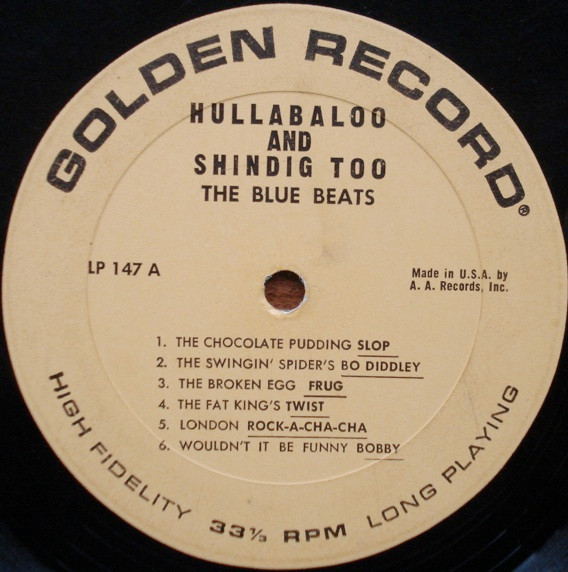 GOLDEN RECORD®
HULLABALOO
AND
SHINDIG TOO
THE BLUE BEATS
LP 147 A
Made in U.S.A. by
A. A. Records, Inc.
1. THE CHOCOLATE PUDDING SLOP
2. THE SWINGIN' SPIDER'S BO DIDDLEY
3. THE BROKEN EGG FRUG
4. THE FAT KING'S TWIST
5. LONDON ROCK-A-CHA-CHA
6. WOULDN'T IT BE FUNNY BOBBY
HIGH FIDELITY 33⅓ RPM LONG PLAYING